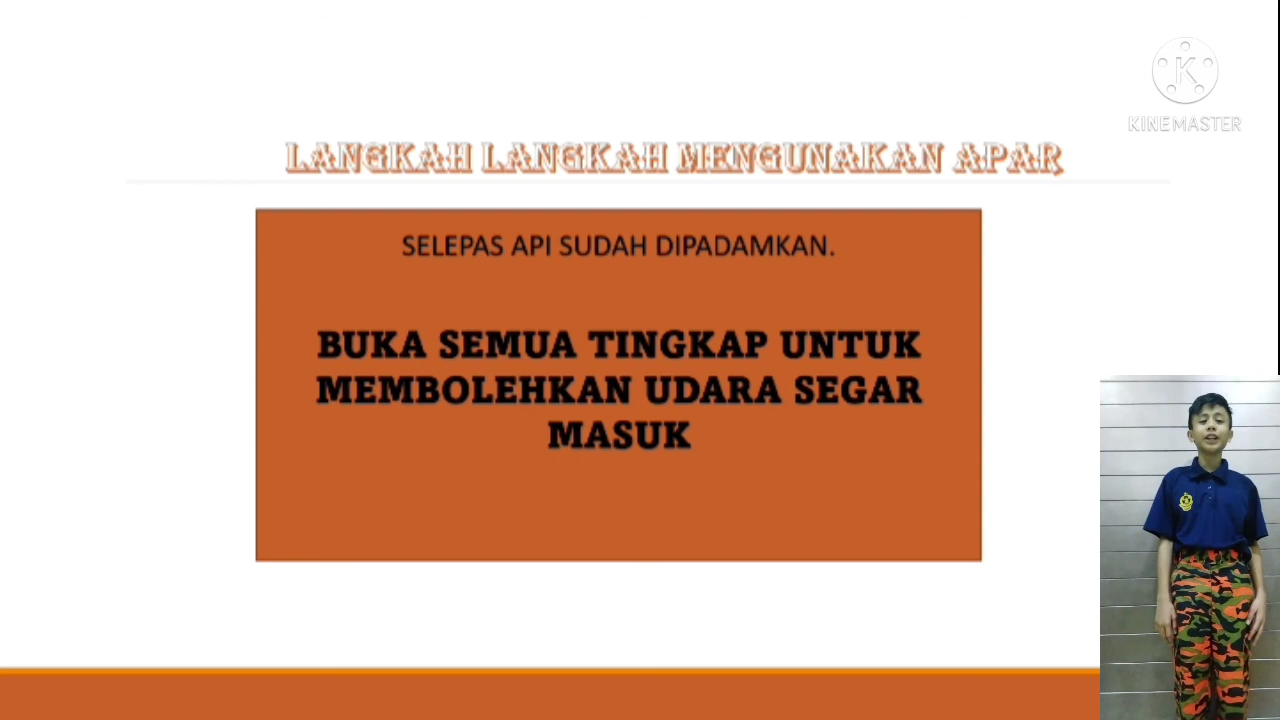 KINEMASTER
LANGKAH LANGKAH MENGUNAKAN APAR
SELEPAS API SUDAH DIPADAMKAN.
BUKA SEMUA TINGKAP UNTUK
MEMBOLEHKAN UDARA SEGAR
MASUK